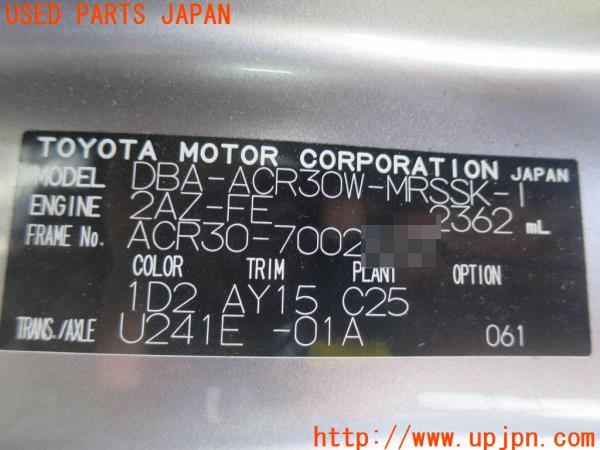 USED PARTS JAPAN
TOYOTA MOTOR CORPORATION JAPAN
MODEL DBA-ACR30W-MRSSK-I
ENGINE 2AZ-FE 2362 mL
FRAME No. ACR30-7002
COLOR TRIM PLANT OPTION
1D2 AY15 C25
TRANS./AXLE U241E -01A 061
UPJ
http://www.upjpn.com/